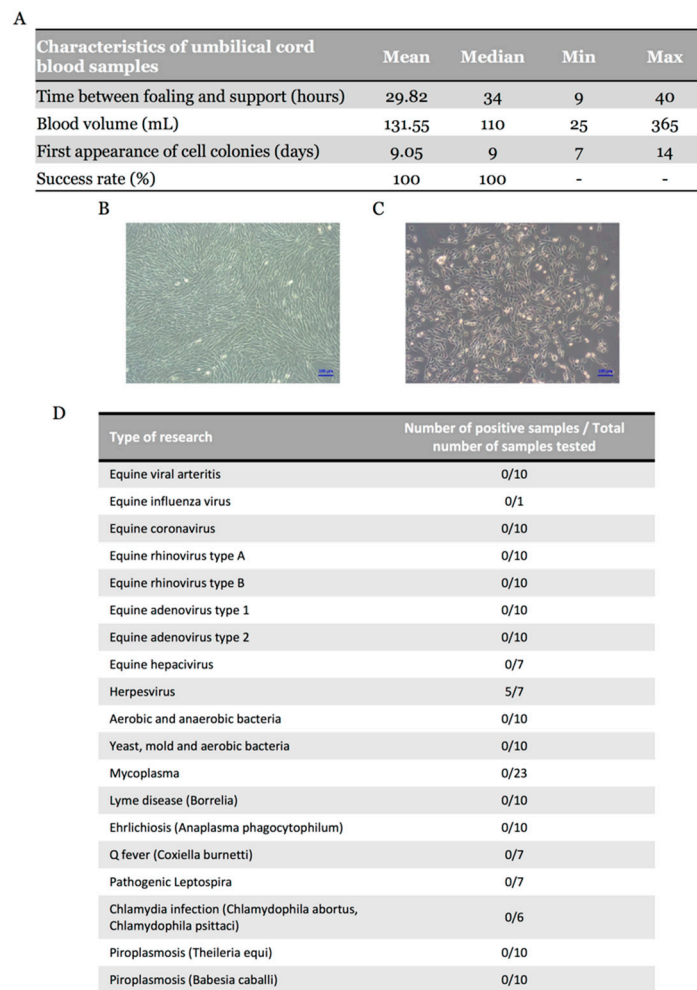 A
Characteristics of umbilical cord
blood samples
Mean Median Min Max
Time between foaling and support (hours) 29.82 34 9 40
Blood volume (mL) 131.55 110 25 365
First appearance of cell colonies (days) 9.05 9 7 14
Success rate (%) 100 100 - -
B C
100 µm 100 µm
D
Type of research
Number of positive samples / Total
number of samples tested
Equine viral arteritis 0/10
Equine influenza virus 0/1
Equine coronavirus 0/10
Equine rhinovirus type A 0/10
Equine rhinovirus type B 0/10
Equine adenovirus type 1 0/10
Equine adenovirus type 2 0/10
Equine hepacivirus 0/7
Herpesvirus 5/7
Aerobic and anaerobic bacteria 0/10
Yeast, mold and aerobic bacteria 0/10
Mycoplasma 0/23
Lyme disease (Borrelia) 0/10
Ehrlichiosis (Anaplasma phagocytophilum) 0/10
Q fever (Coxiella burnetti) 0/7
Pathogenic Leptospira 0/7
Chlamydia infection (Chlamydophila abortus,
Chlamydophila psittaci) 0/6
Piroplasmosis (Theileria equi) 0/10
Piroplasmosis (Babesia caballi) 0/10